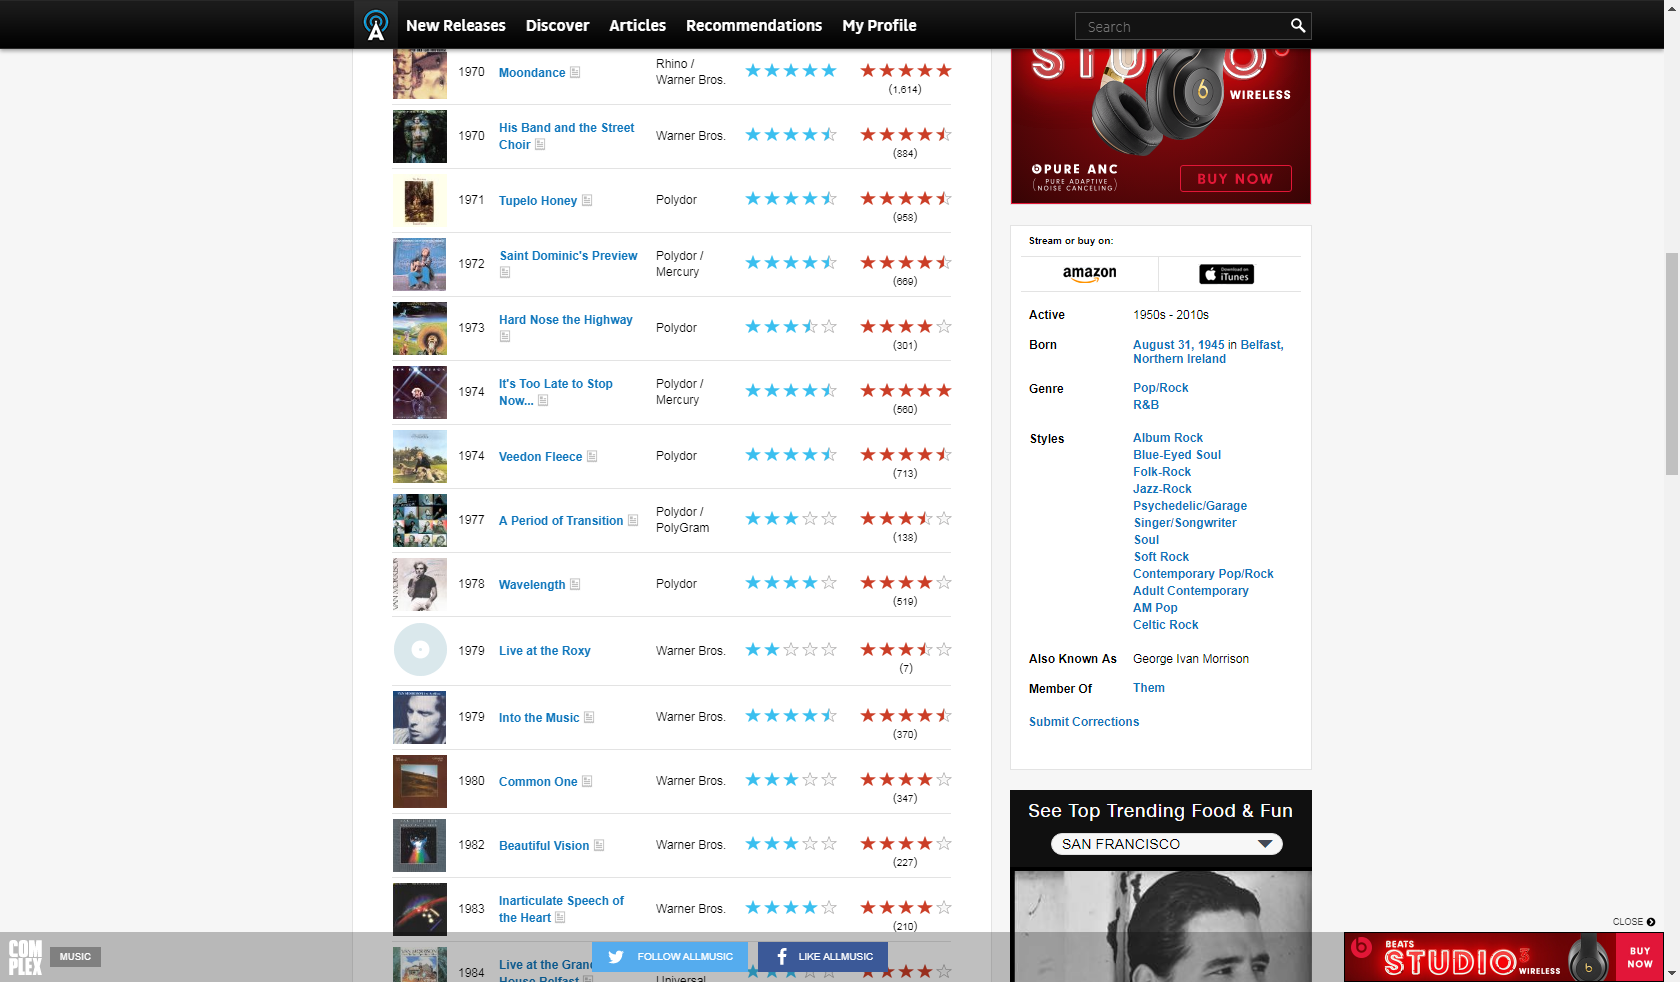 New Releases Discover Articles Recommendations My Profile
Search
1970 Moondance Rhino / Warner Bros. (1,614)
1970 His Band and the Street Choir Warner Bros. (884)
1971 Tupelo Honey Polydor (958)
1972 Saint Dominic's Preview Polydor / Mercury (669)
1973 Hard Nose the Highway Polydor (301)
1974 It's Too Late to Stop Now... Polydor / Mercury (560)
1974 Veedon Fleece Polydor (713)
1977 A Period of Transition Polydor / PolyGram (138)
1978 Wavelength Polydor (519)
1979 Live at the Roxy Warner Bros. (7)
1979 Into the Music Warner Bros. (370)
1980 Common One Warner Bros. (347)
1982 Beautiful Vision Warner Bros. (227)
1983 Inarticulate Speech of the Heart Warner Bros. (210)
1984 Live at the Grand House Belfast Universal
STUDIO3
WIRELESS
PURE ANC
( PURE ADAPTIVE NOISE CANCELING )
BUY NOW
Stream or buy on:
amazon
Download on iTunes
Active 1950s - 2010s
Born August 31, 1945 in Belfast,
Northern Ireland
Genre Pop/Rock
R&B
Styles Album Rock
Blue-Eyed Soul
Folk-Rock
Jazz-Rock
Psychedelic/Garage
Singer/Songwriter
Soul
Soft Rock
Contemporary Pop/Rock
Adult Contemporary
AM Pop
Celtic Rock
Also Known As George Ivan Morrison
Member Of Them
Submit Corrections
See Top Trending Food & Fun
SAN FRANCISCO
CLOSE
COMPLEX MUSIC
FOLLOW ALLMUSIC
LIKE ALLMUSIC
BEATS
STUDIO3 WIRELESS
BUY NOW